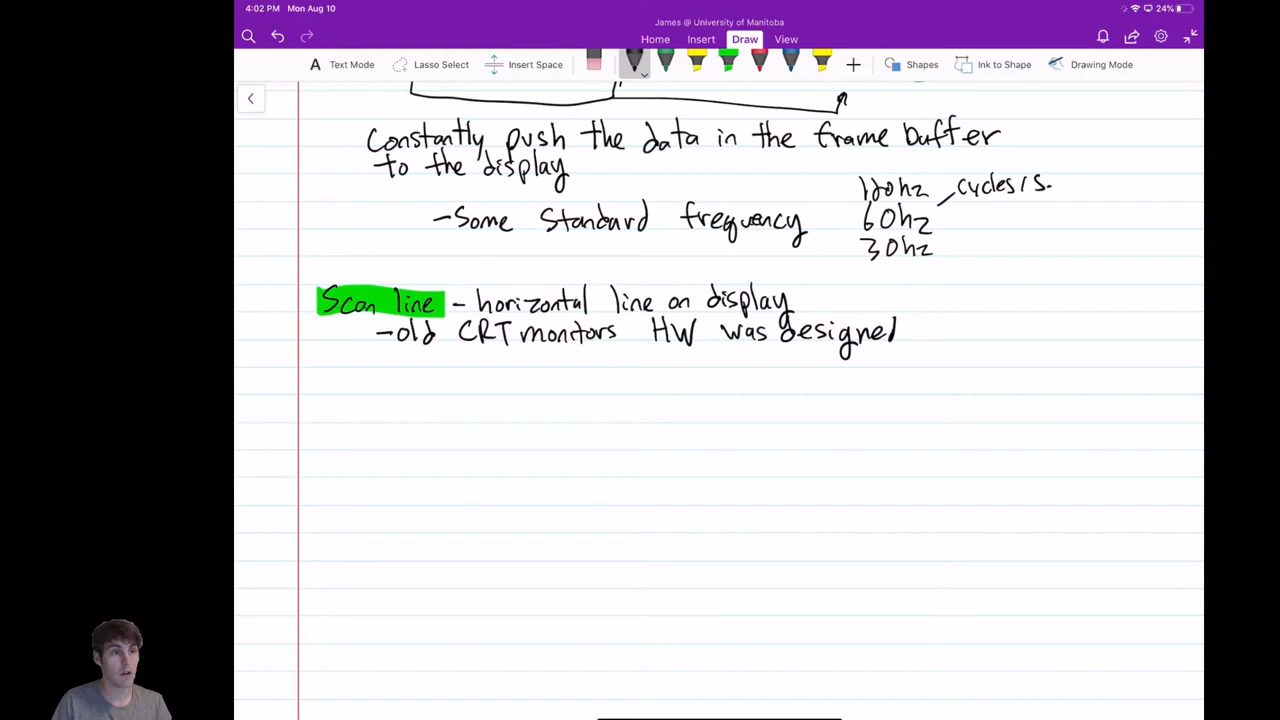 4:02 PM Mon Aug 10
24%
James @ University of Manitoba
Home Insert Draw View
Text Mode Lasso Select Insert Space Shapes Ink to Shape Drawing Mode
Constantly push the data in the frame buffer
to the display
120hz cycles/s.
-Some Standard frequency 60hz
30hz
Scan line - horizontal line on display
-old CRT monitors HW was designed